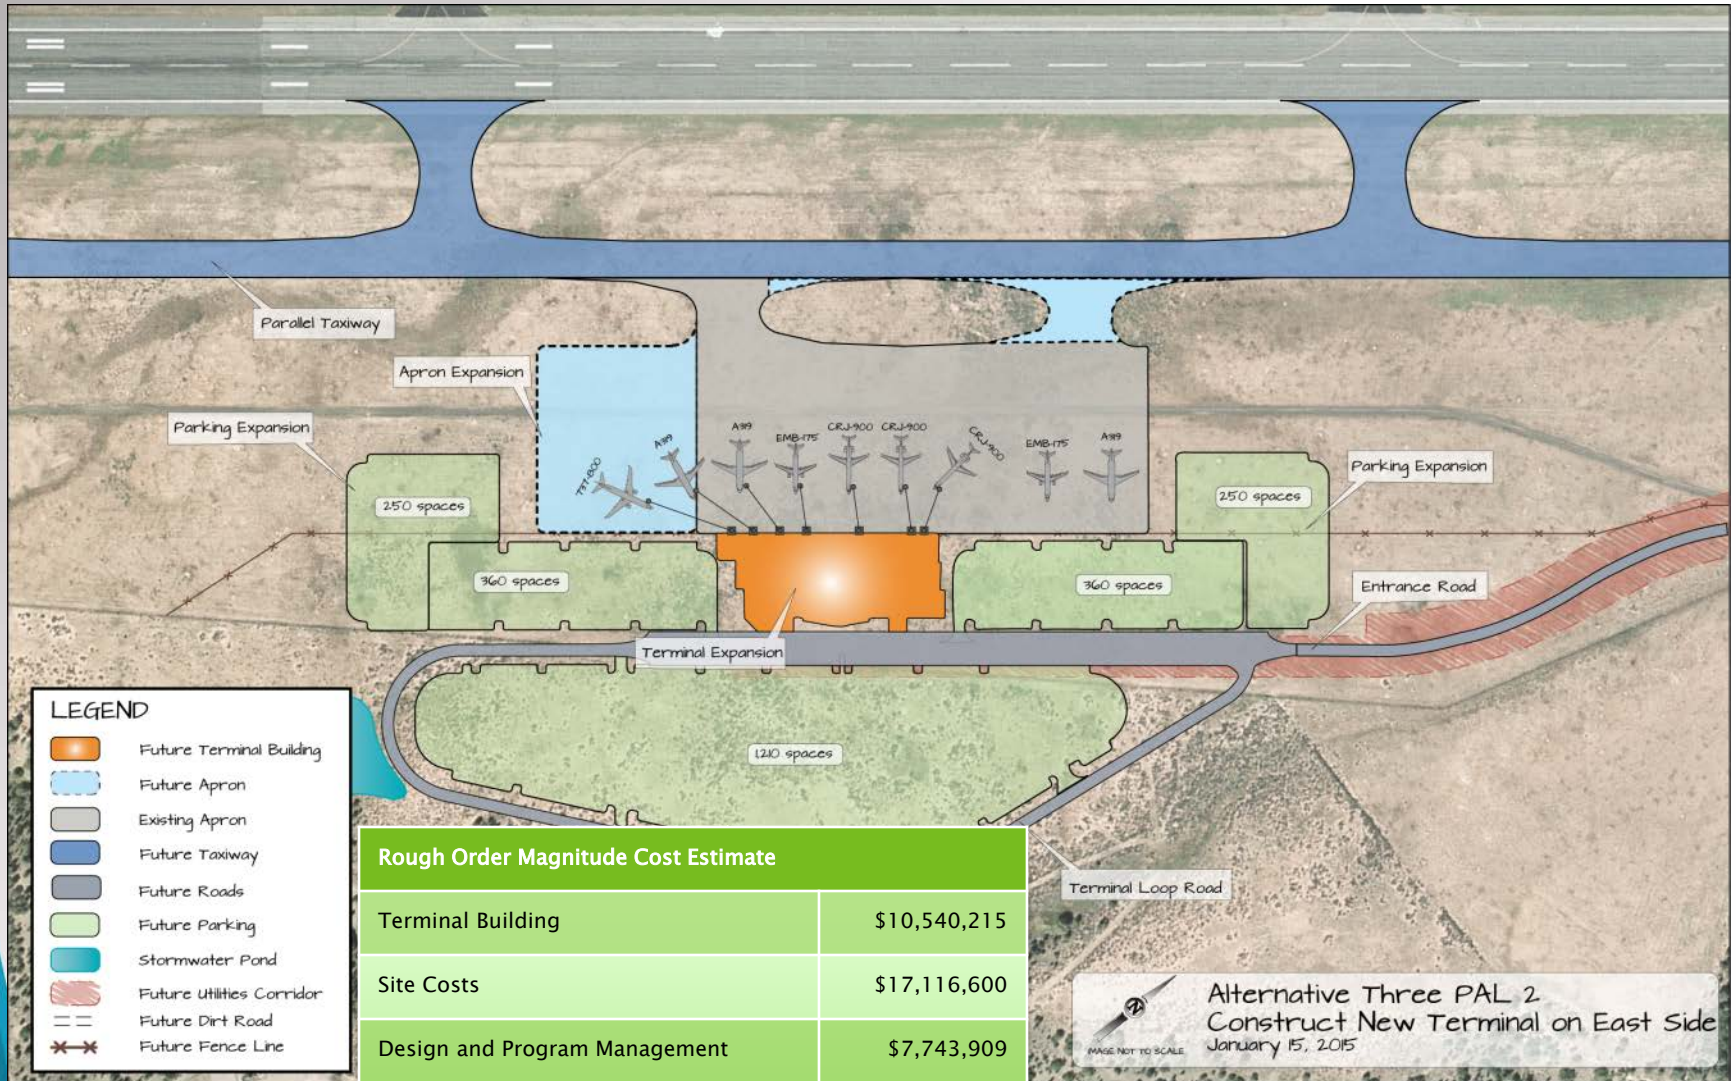 Parallel Taxiway
Apron Expansion
Parking Expansion
A319
EMB-175
CRJ-900
CRJ-900
CRJ-900
EMB-175
A319
A319
737-800
Parking Expansion
250 spaces
250 spaces
360 spaces
360 spaces
Entrance Road
Terminal Expansion
1210 spaces
Terminal Loop Road
LEGEND
Future Terminal Building
Future Apron
Existing Apron
Future Taxiway
Future Roads
Future Parking
Stormwater Pond
Future Utilities Corridor
Future Dirt Road
Future Fence Line
Rough Order Magnitude Cost Estimate
Terminal Building $10,540,215
Site Costs $17,116,600
Design and Program Management $7,743,909
N
IMAGE NOT TO SCALE
Alternative Three PAL 2
Construct New Terminal on East Side
January 15, 2015